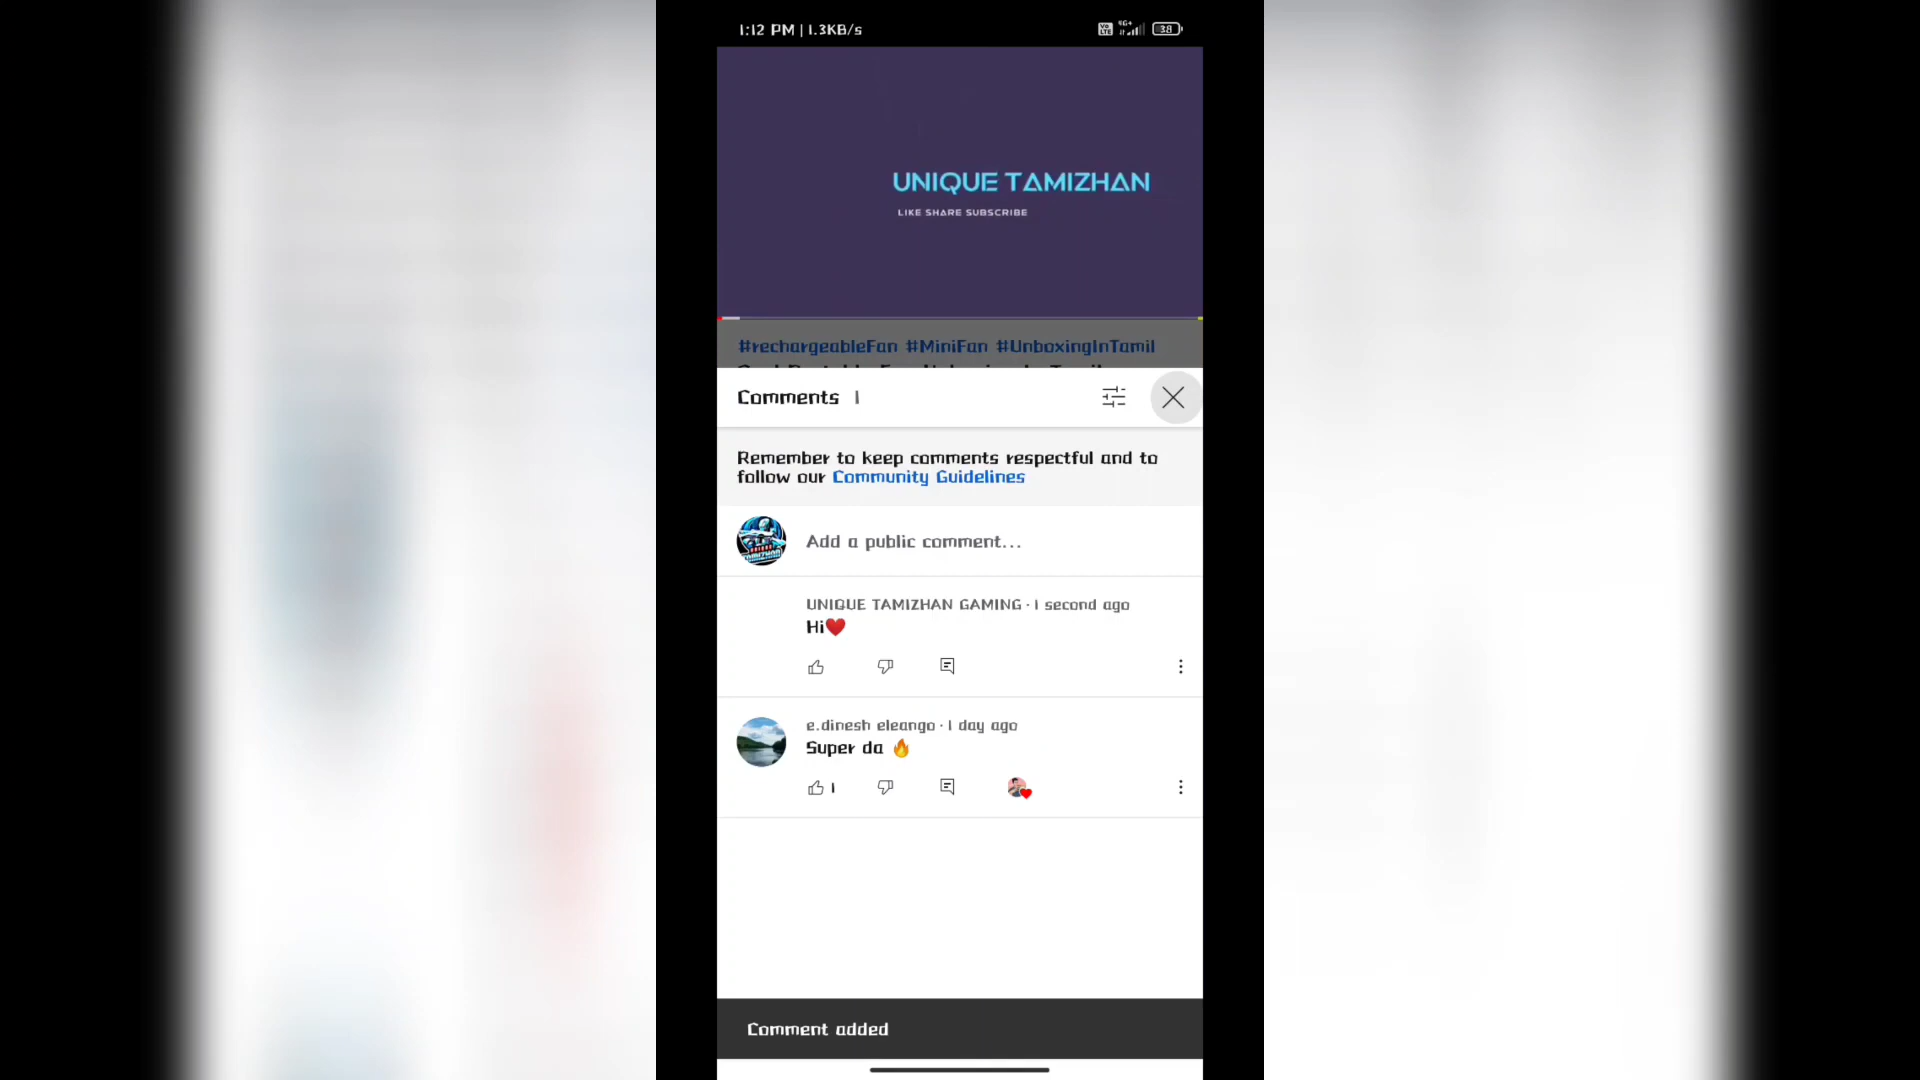 1:12 PM | 1.3KB/s
38
UNIQUE TAMIZHAN
LIKE SHARE SUBSCRIBE
#rechargeableFan #MiniFan #UnboxingInTamil
Comments 1
Remember to keep comments respectful and to
follow our Community Guidelines
Add a public comment...
UNIQUE TAMIZHAN GAMING · 1 second ago
Hi❤️
e.dinesh eleango · 1 day ago
Super da 🔥
1
Comment added